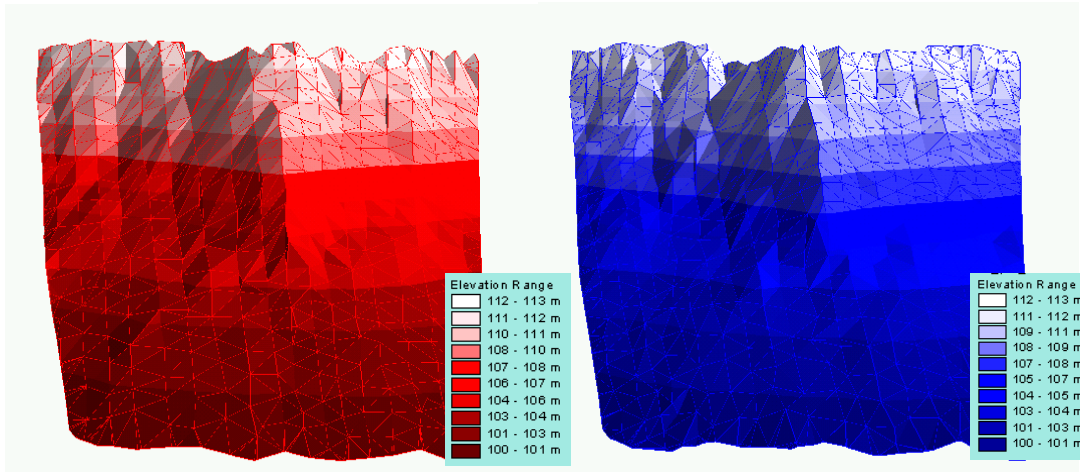 Elevation Range
112 - 113 m
111 - 112 m
110 - 111 m
108 - 110 m
107 - 108 m
106 - 107 m
104 - 106 m
103 - 104 m
101 - 103 m
100 - 101 m
Elevation Range
112 - 113 m
111 - 112 m
109 - 111 m
108 - 109 m
107 - 108 m
105 - 107 m
104 - 105 m
103 - 104 m
101 - 103 m
100 - 101 m